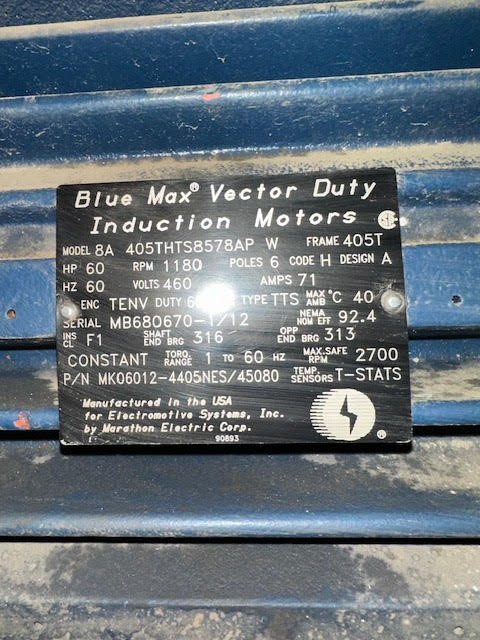 Blue Max® Vector Duty
Induction Motors
MODEL 8A 405THTS8578AP W FRAME 405T
HP 60 RPM 1180 POLES 6 CODE H DESIGN A
HZ 60 VOLTS 460 AMPS 71
ENC TENV DUTY TYPE TTS MAX AMB °C 40
SERIAL MB680670-1/12 NEMA NOM EFF 92.4
INS CL F1 SHAFT END BRG 316 OPP END BRG 313
CONSTANT TORQ. RANGE 1 TO 60 HZ MAX.SAFE RPM 2700
P/N MK06012-4405NES/45080 TEMP. SENSORS T-STATS
Manufactured in the USA
for Electromotive Systems, Inc.
by Marathon Electric Corp.
90893
®